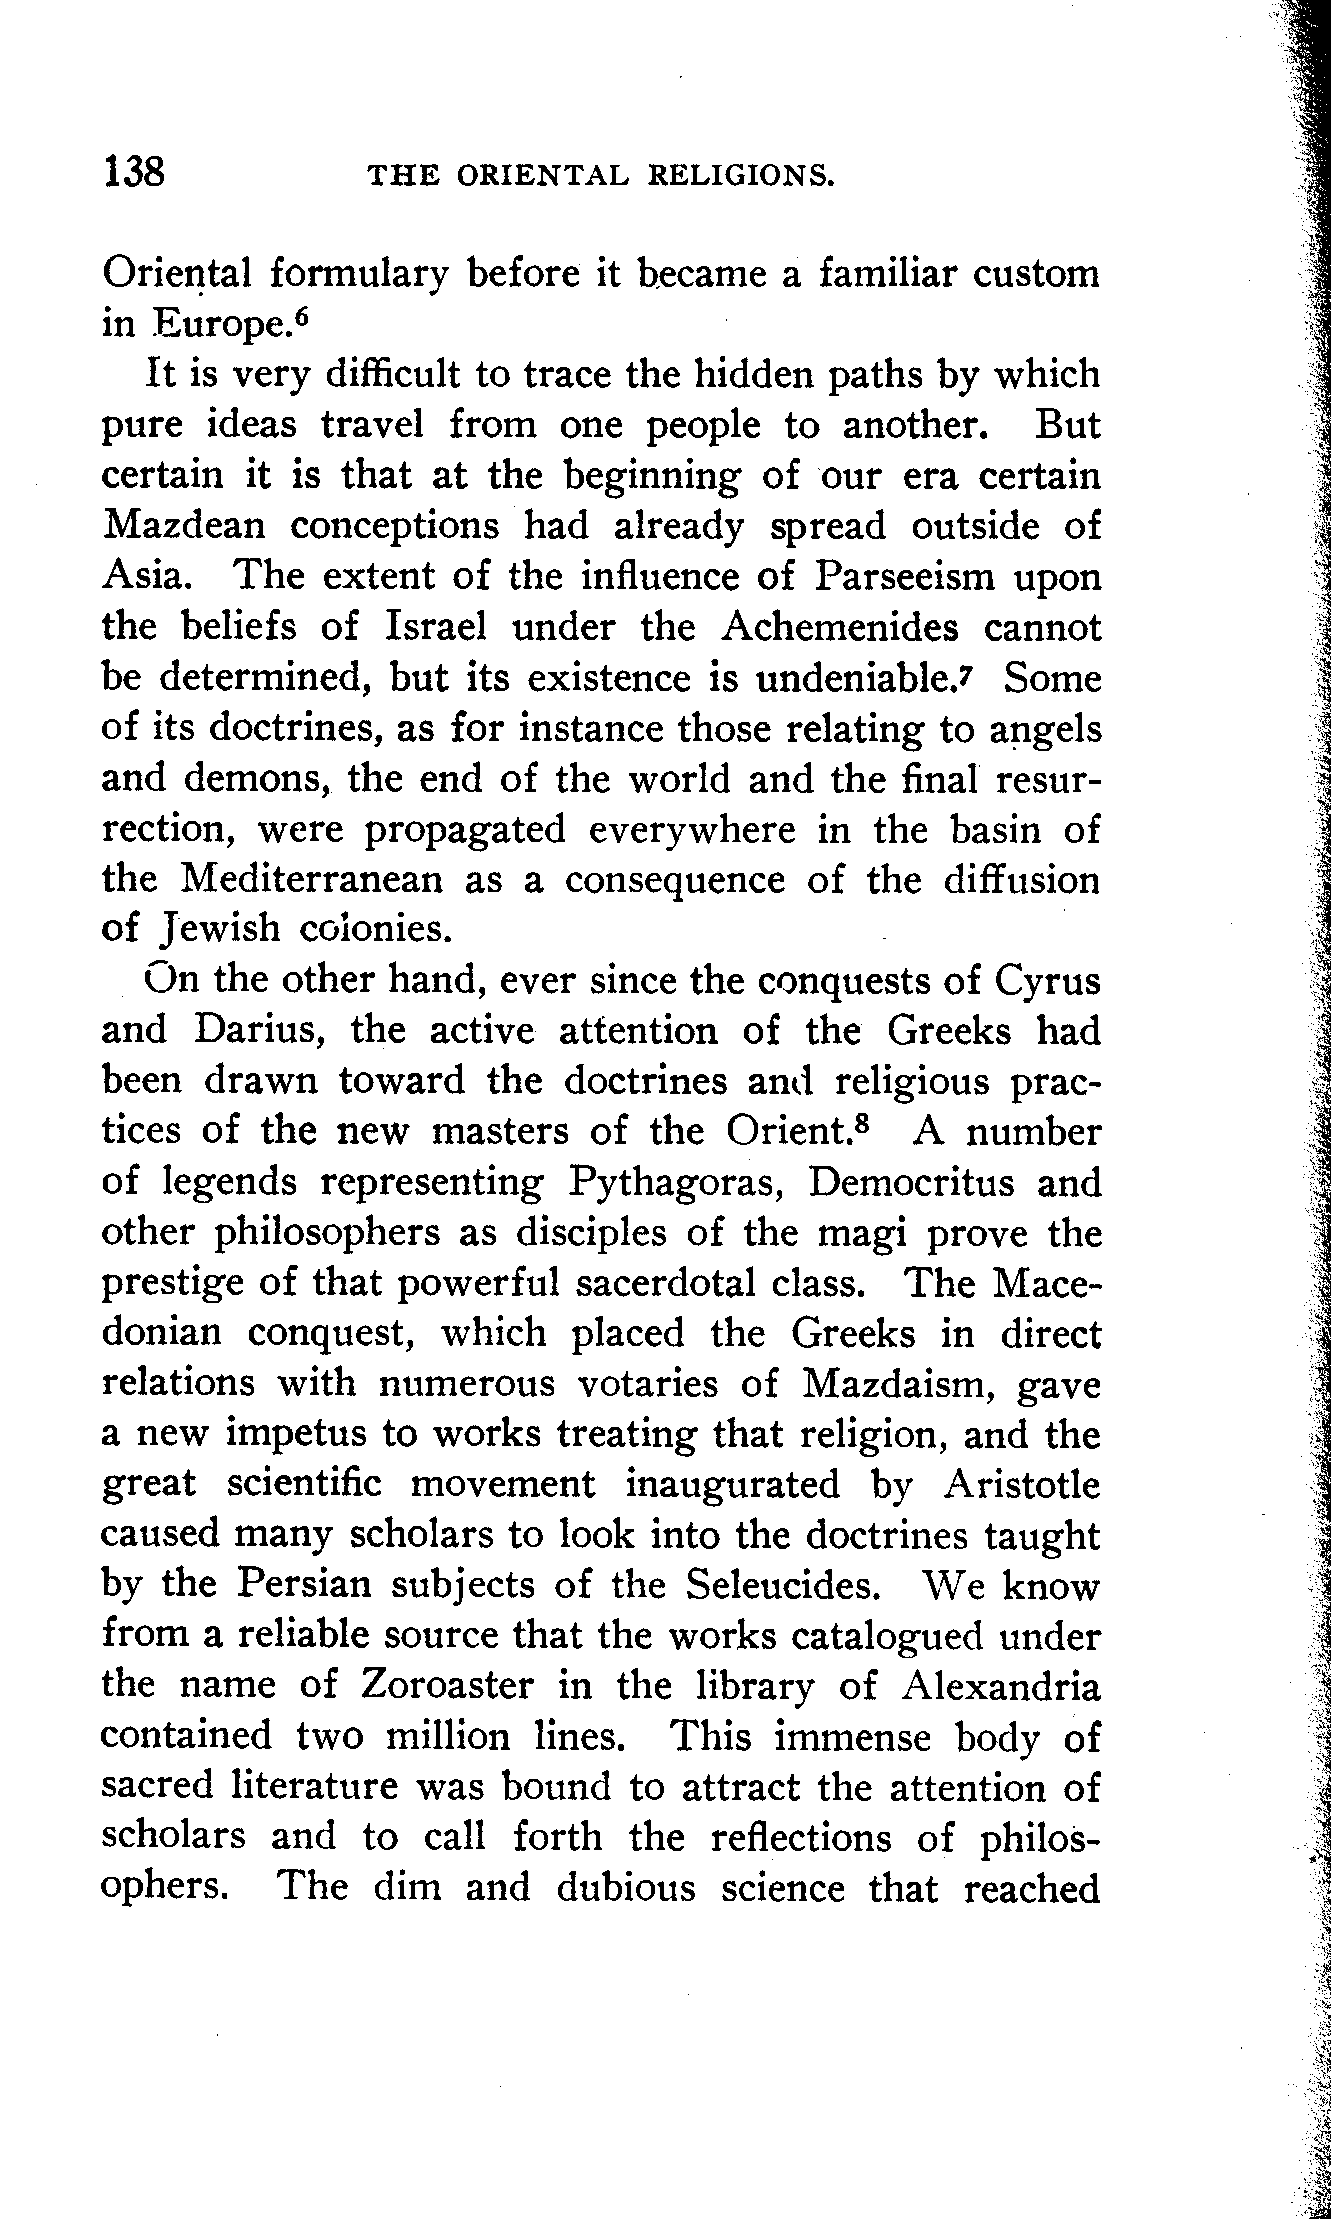 138 THE ORIENTAL RELIGIONS.
Oriental formulary before it became a familiar custom
in Europe.⁶
It is very difficult to trace the hidden paths by which
pure ideas travel from one people to another. But
certain it is that at the beginning of our era certain
Mazdean conceptions had already spread outside of
Asia. The extent of the influence of Parseeism upon
the beliefs of Israel under the Achemenides cannot
be determined, but its existence is undeniable.⁷ Some
of its doctrines, as for instance those relating to angels
and demons, the end of the world and the final resur-
rection, were propagated everywhere in the basin of
the Mediterranean as a consequence of the diffusion
of Jewish colonies.
On the other hand, ever since the conquests of Cyrus
and Darius, the active attention of the Greeks had
been drawn toward the doctrines and religious prac-
tices of the new masters of the Orient.⁸ A number
of legends representing Pythagoras, Democritus and
other philosophers as disciples of the magi prove the
prestige of that powerful sacerdotal class. The Mace-
donian conquest, which placed the Greeks in direct
relations with numerous votaries of Mazdaism, gave
a new impetus to works treating that religion, and the
great scientific movement inaugurated by Aristotle
caused many scholars to look into the doctrines taught
by the Persian subjects of the Seleucides. We know
from a reliable source that the works catalogued under
the name of Zoroaster in the library of Alexandria
contained two million lines. This immense body of
sacred literature was bound to attract the attention of
scholars and to call forth the reflections of philos-
ophers. The dim and dubious science that reached